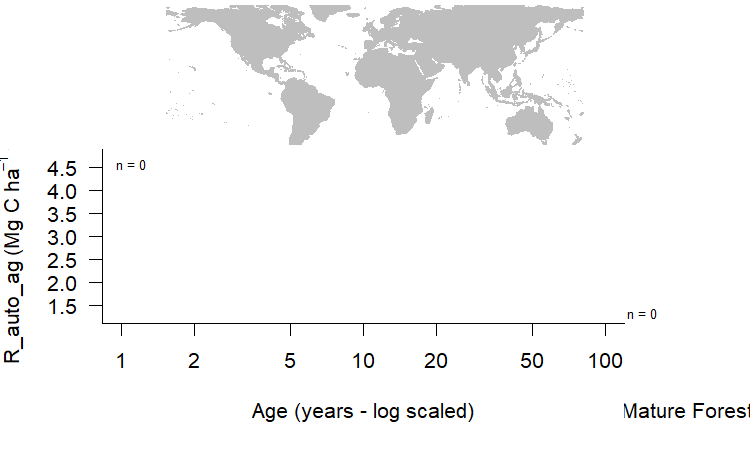 n = 0
4.5
4.0
3.5
3.0
2.5
2.0
1.5
R_auto_ag (Mg C ha⁻¹
n = 0
1 2 5 10 20 50 100
Age (years - log scaled)
Mature Forest